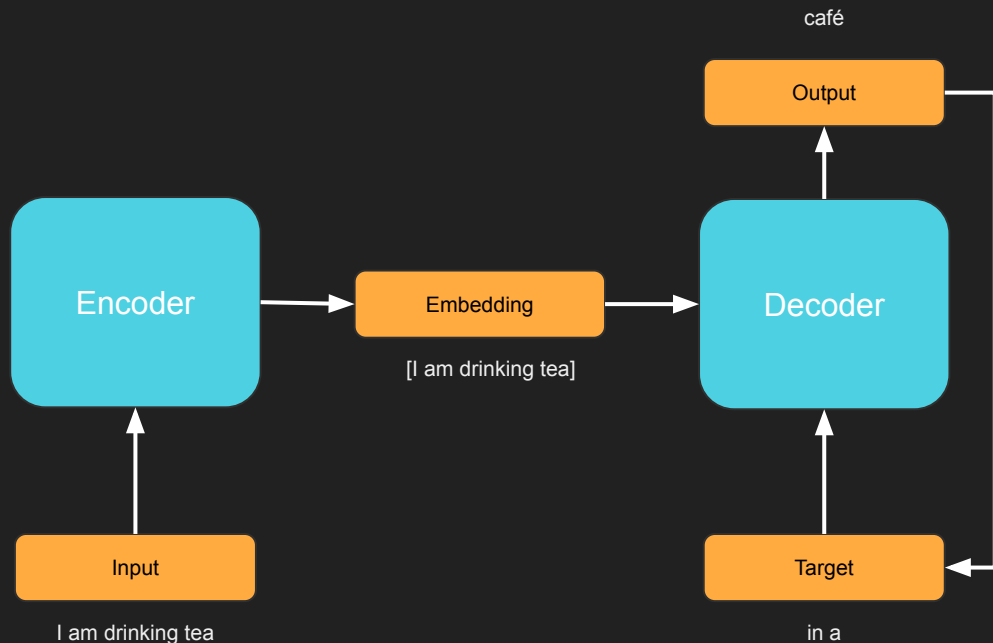 café
Output
Encoder
Embedding
Decoder
[I am drinking tea]
Input
Target
I am drinking tea
in a